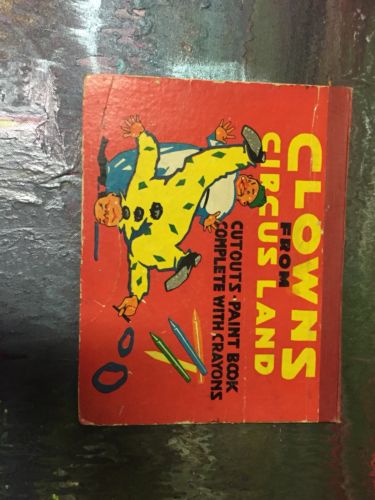 CLOWNS
FROM
CIRCUS LAND
CUTOUTS · PAINT BOOK
COMPLETE WITH CRAYONS